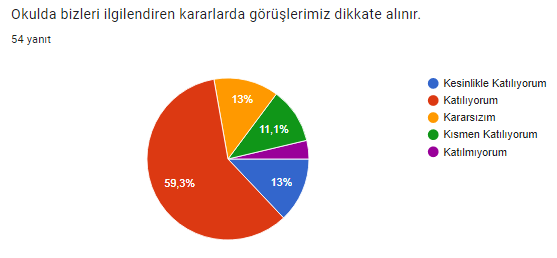 Okulda bizleri ilgilendiren kararlarda görüşlerimiz dikkate alınır.
54 yanıt
13%
11,1%
59,3%
13%
Kesinlikle Katılıyorum
Katılıyorum
Kararsızım
Kısmen Katılıyorum
Katılmıyorum